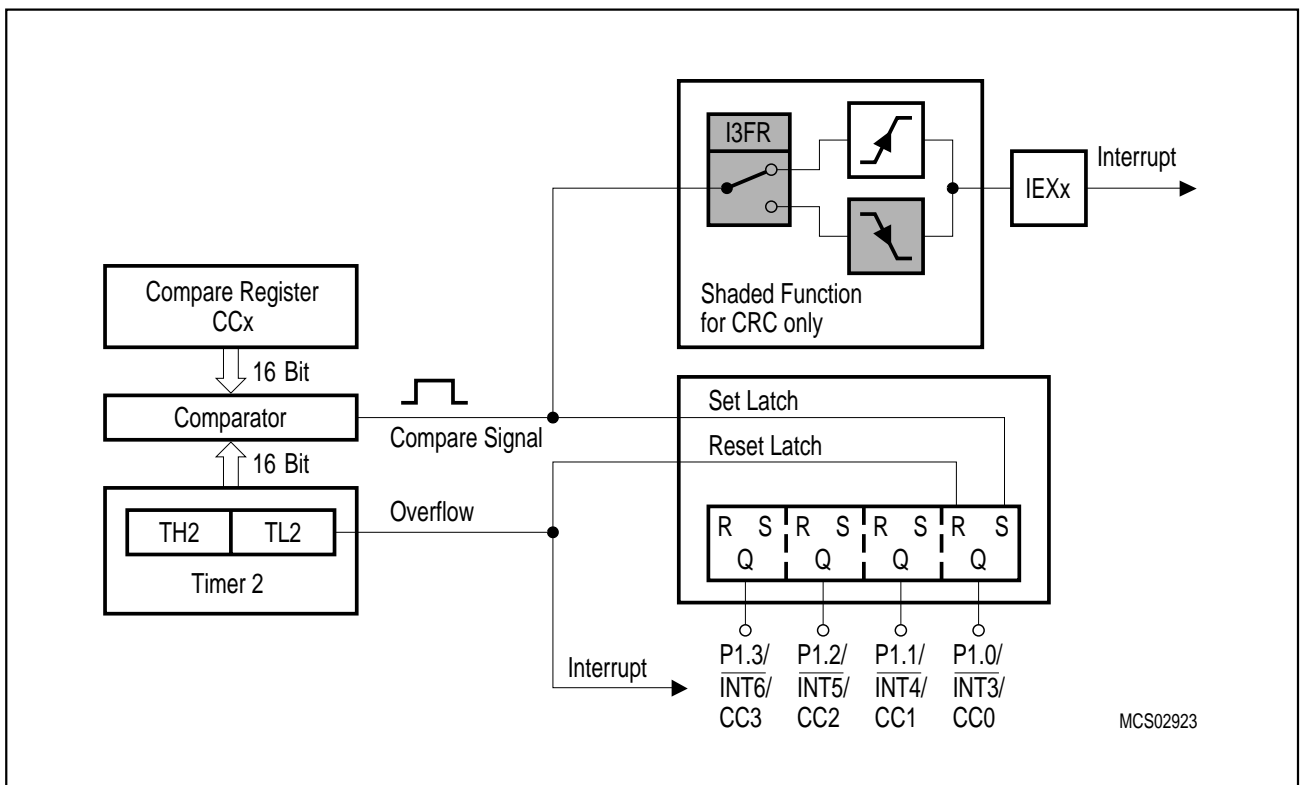 I3FR
IEXx
Interrupt
Shaded Function
for CRC only
Compare Register
CCx
16 Bit
Comparator
Compare Signal
16 Bit
TH2
TL2
Timer 2
Overflow
Set Latch
Reset Latch
R S R S R S R S
Q Q Q Q
Interrupt
P1.3/
INT6/
CC3
P1.2/
INT5/
CC2
P1.1/
INT4/
CC1
P1.0/
INT3/
CC0
MCS02923